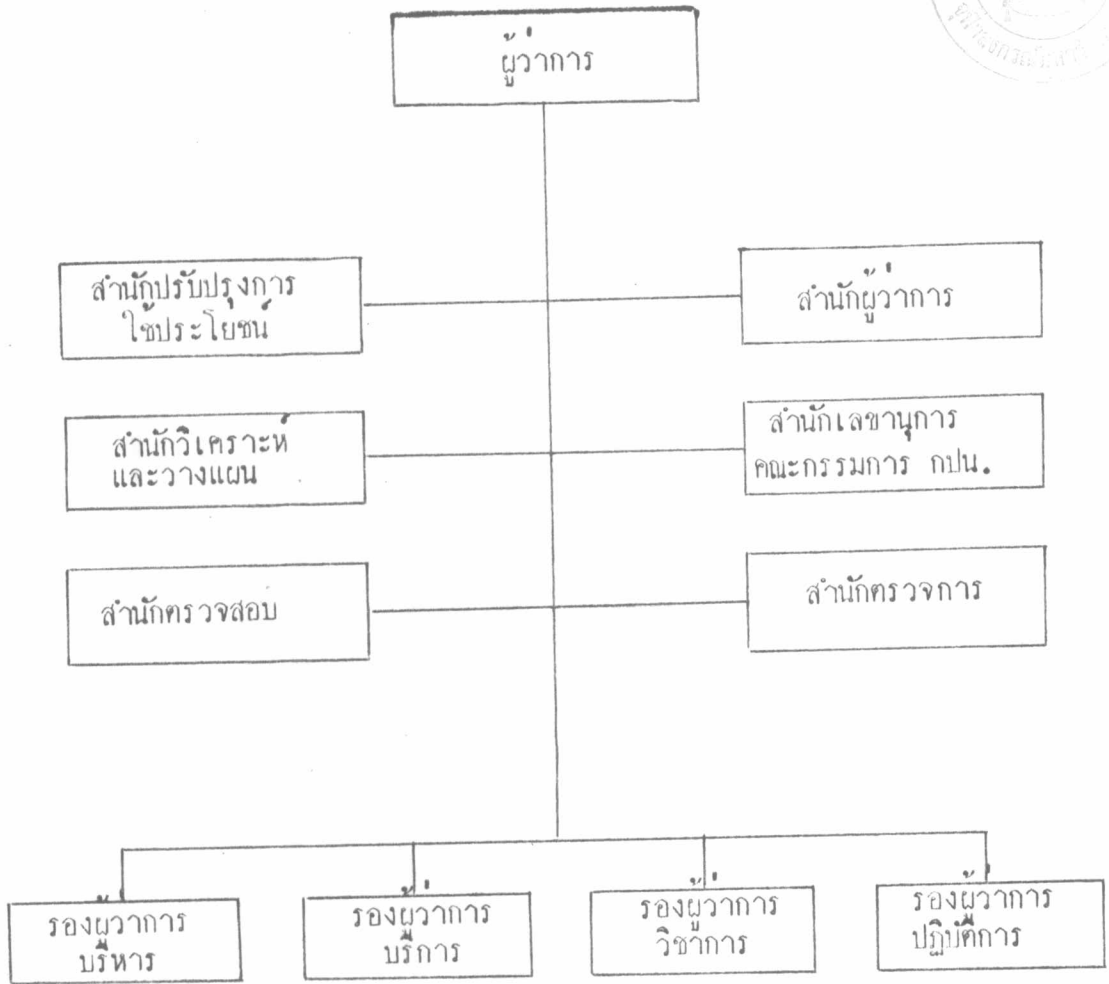 ผู้ว่าการ
สำนักปรับปรุงการ
ใช้ประโยชน์
สำนักผู้ว่าการ
สำนักวิเคราะห์
และวางแผน
สำนักเลขานุการ
คณะกรรมการ กปน.
สำนักตรวจสอบ
สำนักตรวจการ
รองผู้ว่าการ
บริหาร
รองผู้ว่าการ
บริการ
รองผู้ว่าการ
วิชาการ
รองผู้ว่าการ
ปฏิบัติการ